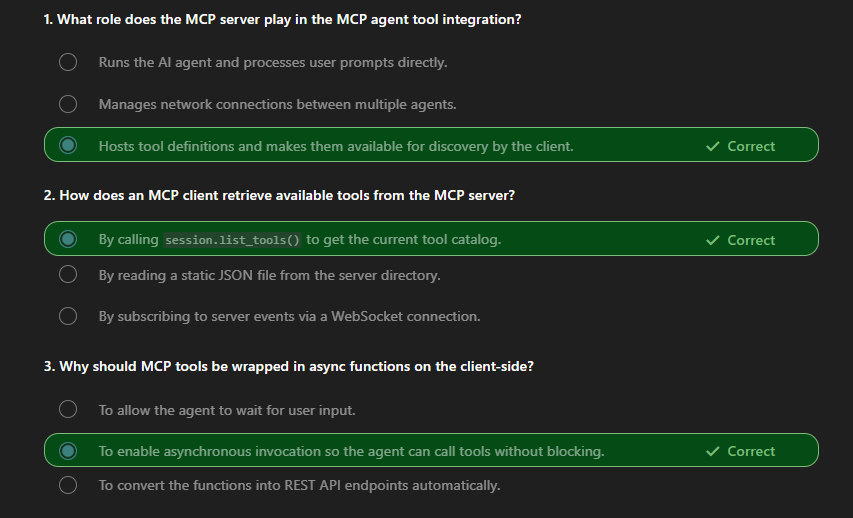 1. What role does the MCP server play in the MCP agent tool integration?
Runs the AI agent and processes user prompts directly.
Manages network connections between multiple agents.
Hosts tool definitions and makes them available for discovery by the client. Correct
2. How does an MCP client retrieve available tools from the MCP server?
By calling session.list_tools() to get the current tool catalog. Correct
By reading a static JSON file from the server directory.
By subscribing to server events via a WebSocket connection.
3. Why should MCP tools be wrapped in async functions on the client-side?
To allow the agent to wait for user input.
To enable asynchronous invocation so the agent can call tools without blocking. Correct
To convert the functions into REST API endpoints automatically.